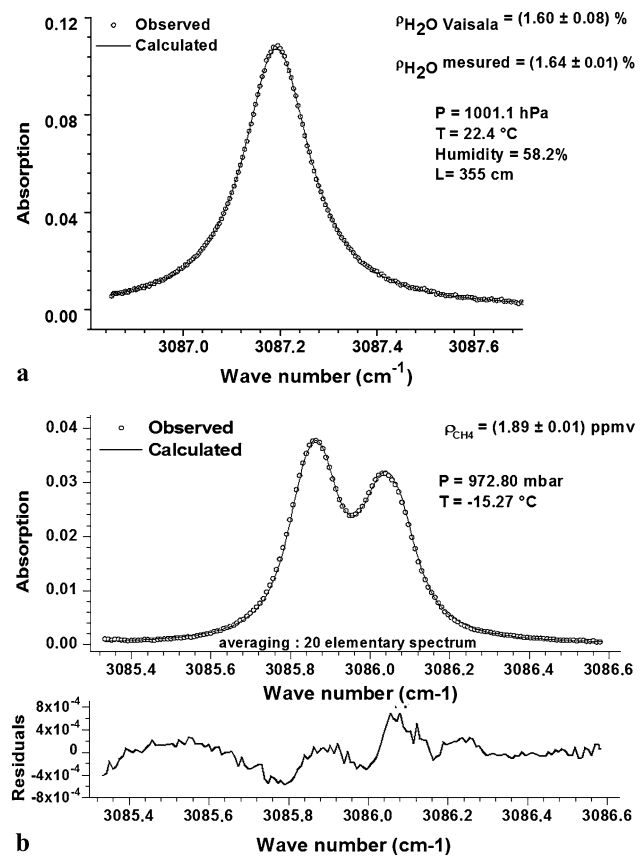 0.12
0.08
0.04
0.00
Absorption
Observed
Calculated
ρH2O Vaisala = (1.60 ± 0.08) %
ρH2O mesured = (1.64 ± 0.01) %
P = 1001.1 hPa
T = 22.4 °C
Humidity = 58.2%
L= 355 cm
3087.0 3087.2 3087.4 3087.6
Wave number (cm-1)
a
0.04
0.03
0.02
0.01
0.00
Absorption
Observed
Calculated
ρCH4 = (1.89 ± 0.01) ppmv
P = 972.80 mbar
T = -15.27 °C
averaging : 20 elementary spectrum
3085.4 3085.6 3085.8 3086.0 3086.2 3086.4 3086.6
Wave number (cm-1)
8x10-4
4x10-4
0
-4x10-4
-8x10-4
Residuals
3085.4 3085.6 3085.8 3086.0 3086.2 3086.4 3086.6
Wave number (cm-1)
b